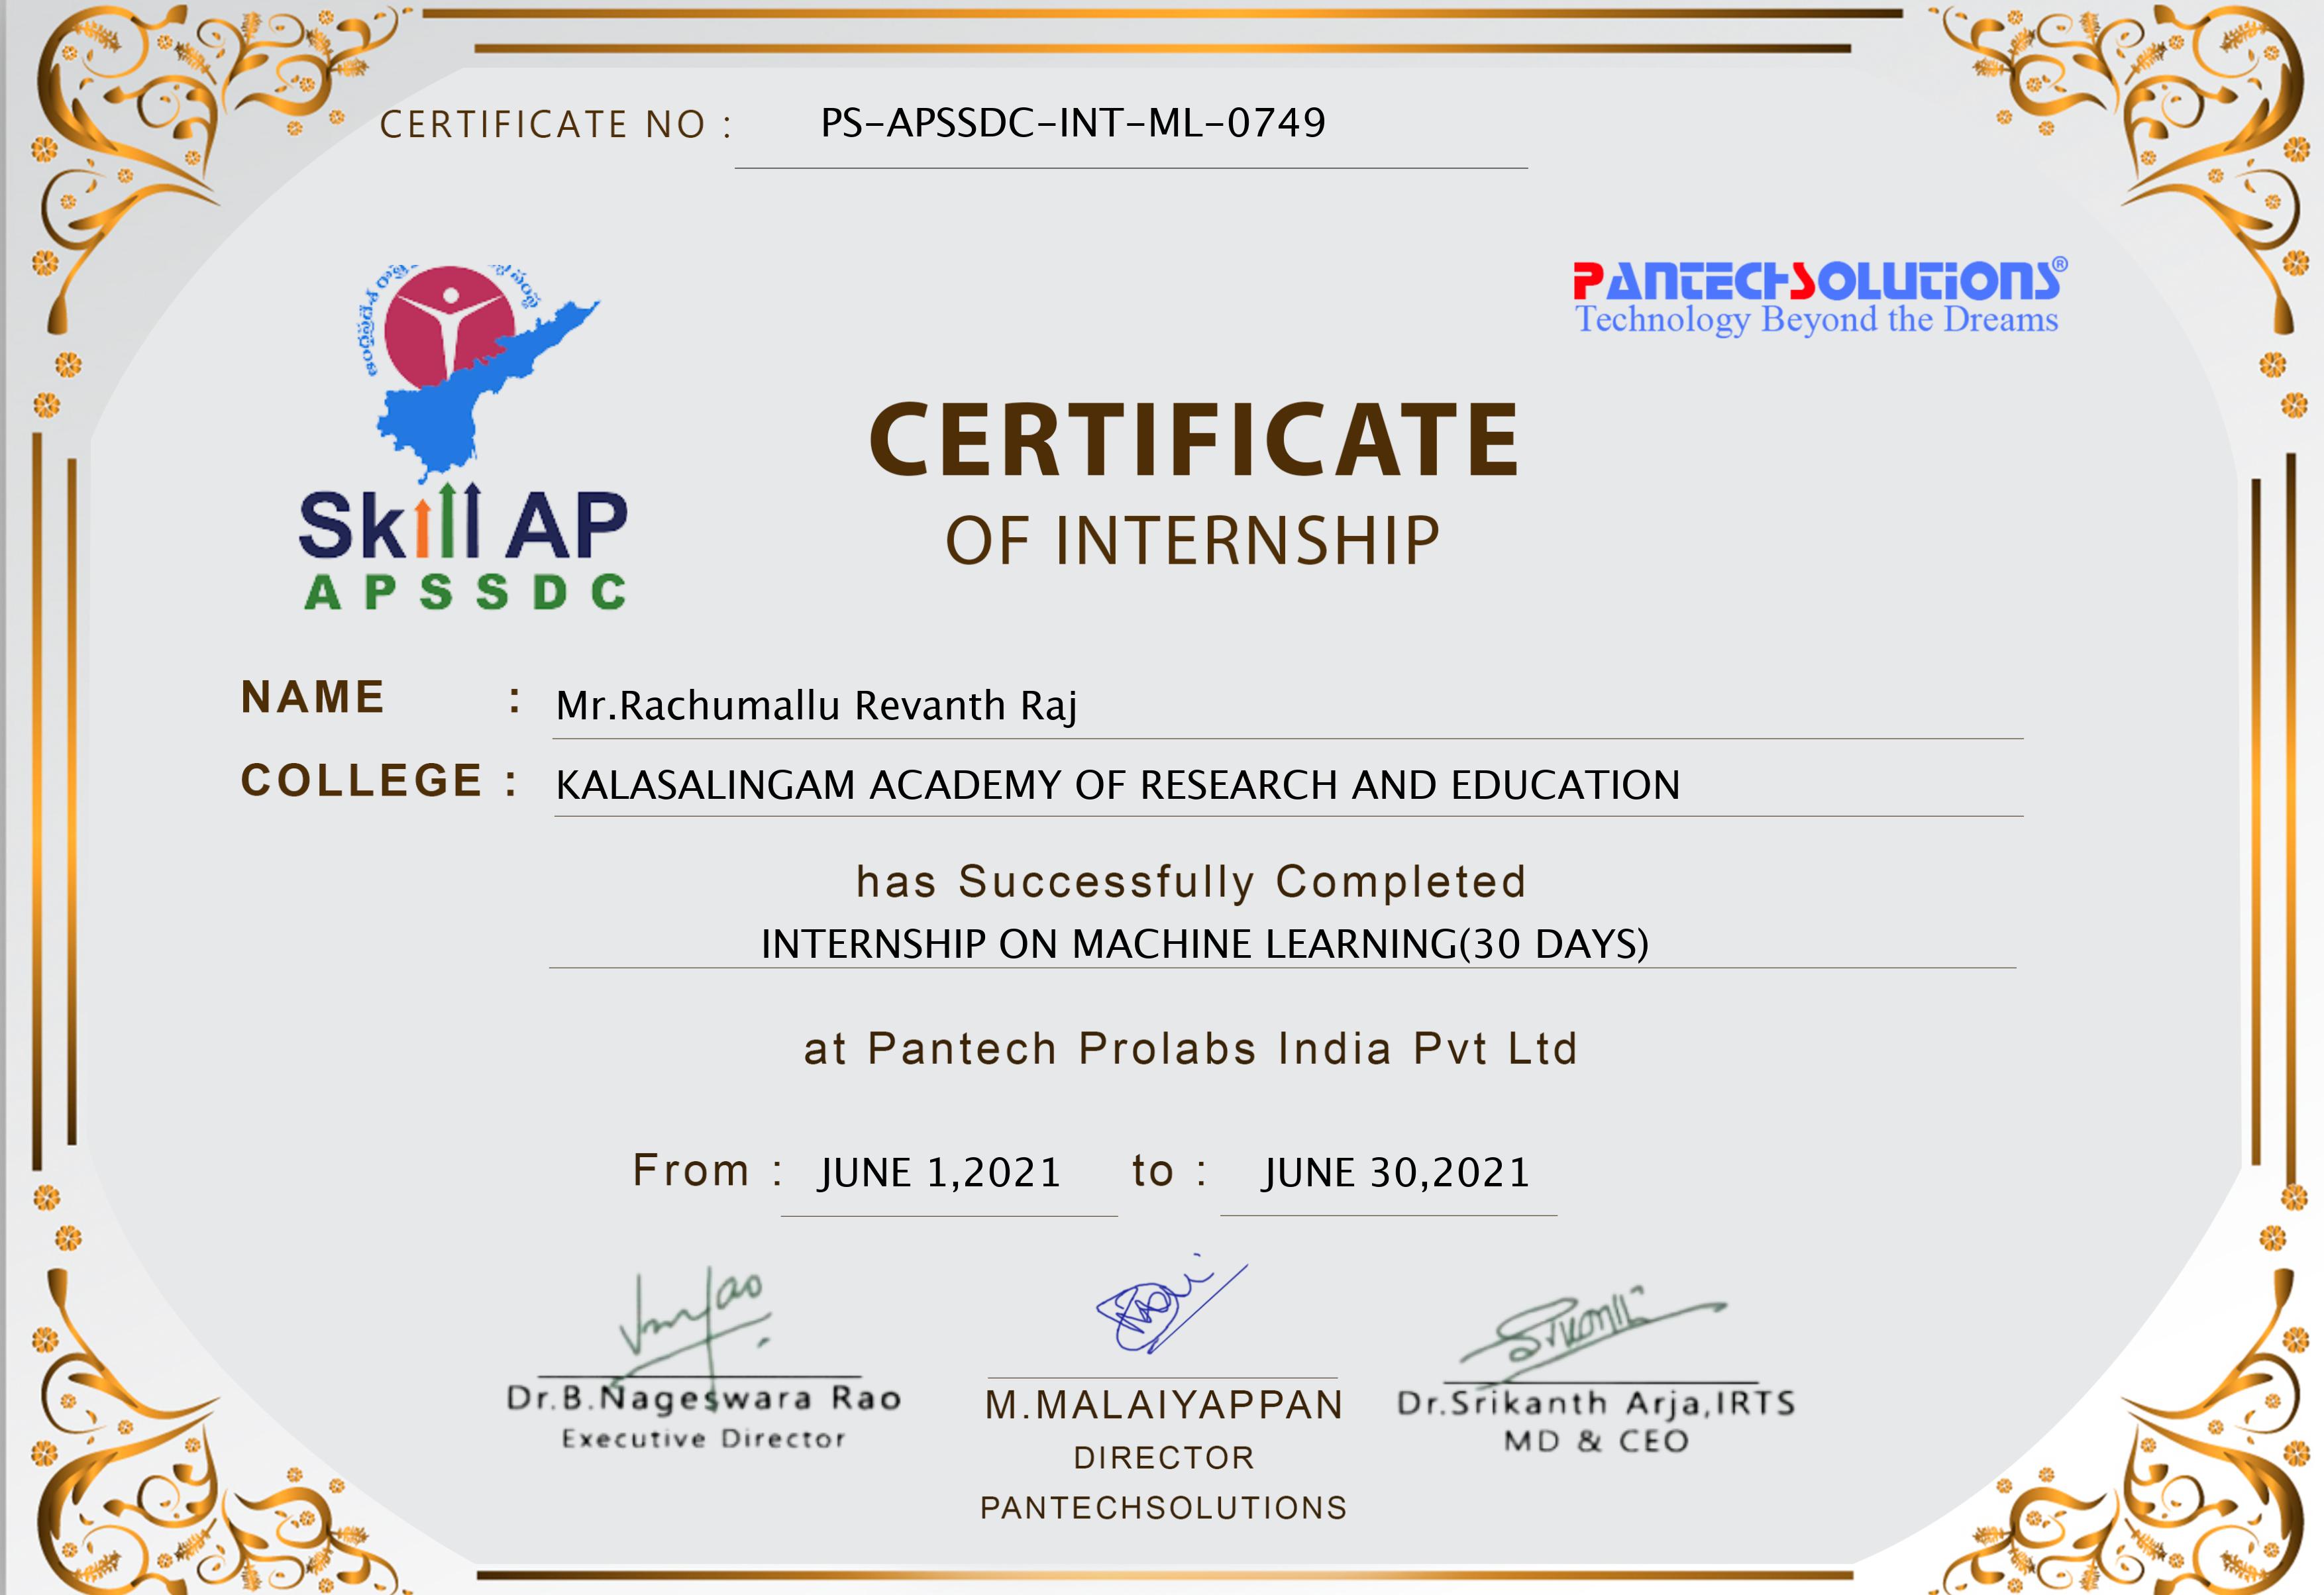 CERTIFICATE NO : PS-APSSDC-INT-ML-0749
PANTECHSOLUTIONS®
Technology Beyond the Dreams
Skill AP
APSSDC
CERTIFICATE
OF INTERNSHIP
NAME : Mr.Rachumallu Revanth Raj
COLLEGE : KALASALINGAM ACADEMY OF RESEARCH AND EDUCATION
has Successfully Completed
INTERNSHIP ON MACHINE LEARNING(30 DAYS)
at Pantech Prolabs India Pvt Ltd
From : JUNE 1,2021 to : JUNE 30,2021
Dr.B.Nageswara Rao
Executive Director
M.MALAIYAPPAN
DIRECTOR
PANTECHSOLUTIONS
Dr.Srikanth Arja,IRTS
MD & CEO